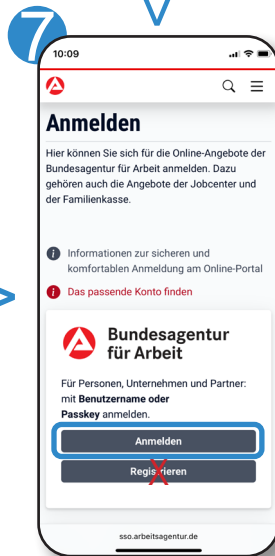 7
10:09
Anmelden
Hier können Sie sich für die Online-Angebote der
Bundesagentur für Arbeit anmelden. Dazu
gehören auch die Angebote der Jobcenter und
der Familienkasse.
Informationen zur sicheren und
komfortablen Anmeldung am Online-Portal
Das passende Konto finden
Bundesagentur
für Arbeit
Für Personen, Unternehmen und Partner:
mit Benutzername oder
Passkey anmelden.
Anmelden
Registrieren
sso.arbeitsagentur.de